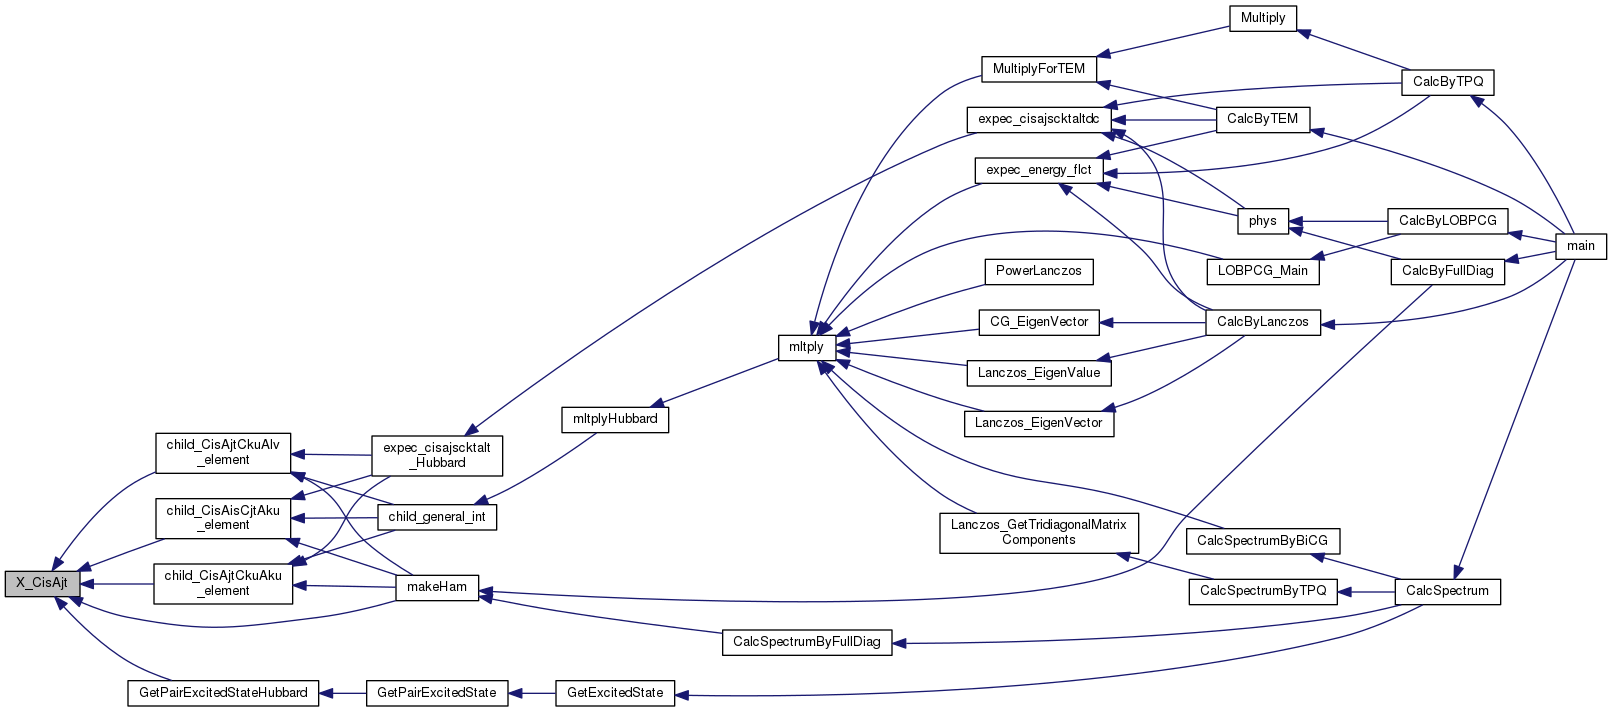 Multiply
MultiplyForTEM
CalcByTPQ
expec_cisajscktaltdc
CalcByTEM
expec_energy_flct
phys
CalcByLOBPCG
main
PowerLanczos
LOBPCG_Main
CalcByFullDiag
CG_EigenVector
CalcByLanczos
mltply
Lanczos_EigenValue
mltplyHubbard
Lanczos_EigenVector
child_CisAjtCkuAlv
_element
expec_cisajscktalt
_Hubbard
child_CisAisCjtAku
_element
child_general_int
Lanczos_GetTridiagonalMatrix
Components
CalcSpectrumByBiCG
X_CisAjt
child_CisAjtCkuAku
_element
makeHam
CalcSpectrumByTPQ
CalcSpectrum
CalcSpectrumByFullDiag
GetPairExcitedStateHubbard
GetPairExcitedState
GetExcitedState